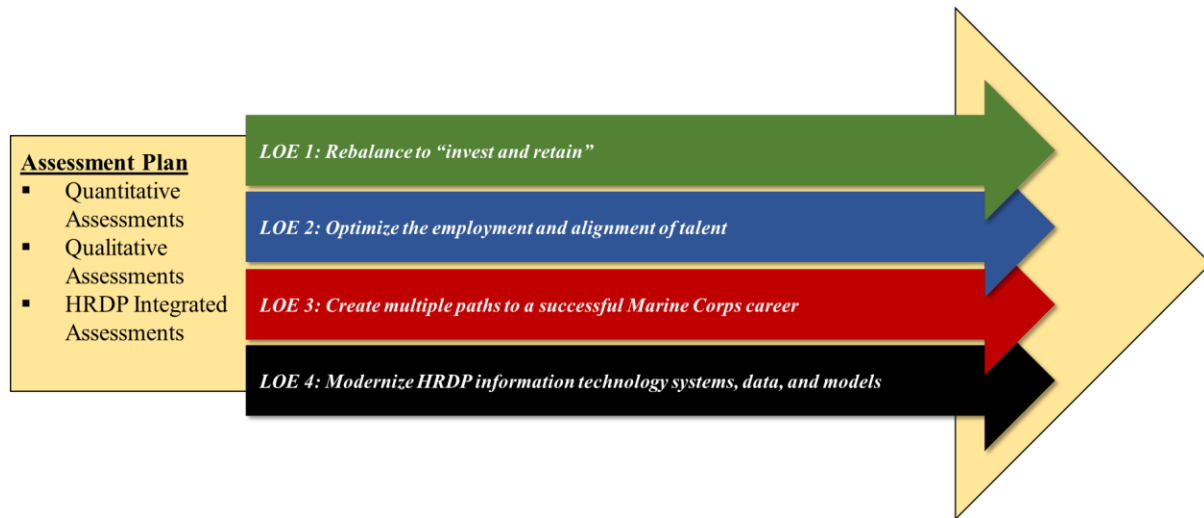 Assessment Plan
▪ Quantitative
Assessments
▪ Qualitative
Assessments
▪ HRDP Integrated
Assessments
LOE 1: Rebalance to “invest and retain”
LOE 2: Optimize the employment and alignment of talent
LOE 3: Create multiple paths to a successful Marine Corps career
LOE 4: Modernize HRDP information technology systems, data, and models